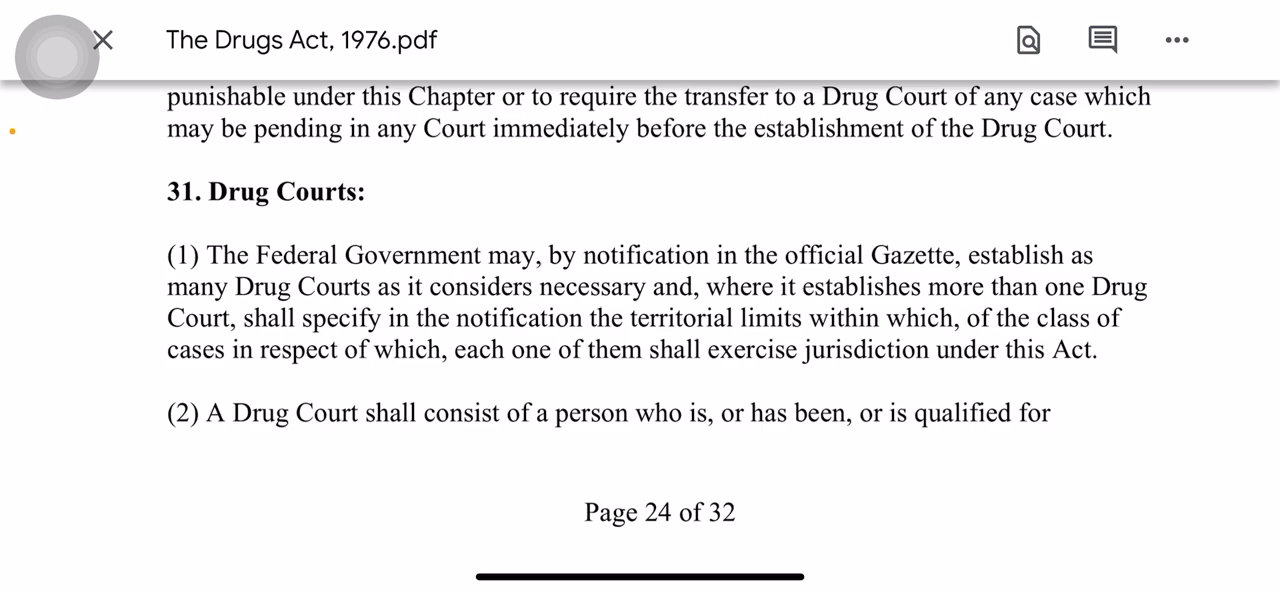 The Drugs Act, 1976.pdf
punishable under this Chapter or to require the transfer to a Drug Court of any case which
may be pending in any Court immediately before the establishment of the Drug Court.
31. Drug Courts:
(1) The Federal Government may, by notification in the official Gazette, establish as
many Drug Courts as it considers necessary and, where it establishes more than one Drug
Court, shall specify in the notification the territorial limits within which, of the class of
cases in respect of which, each one of them shall exercise jurisdiction under this Act.
(2) A Drug Court shall consist of a person who is, or has been, or is qualified for
Page 24 of 32